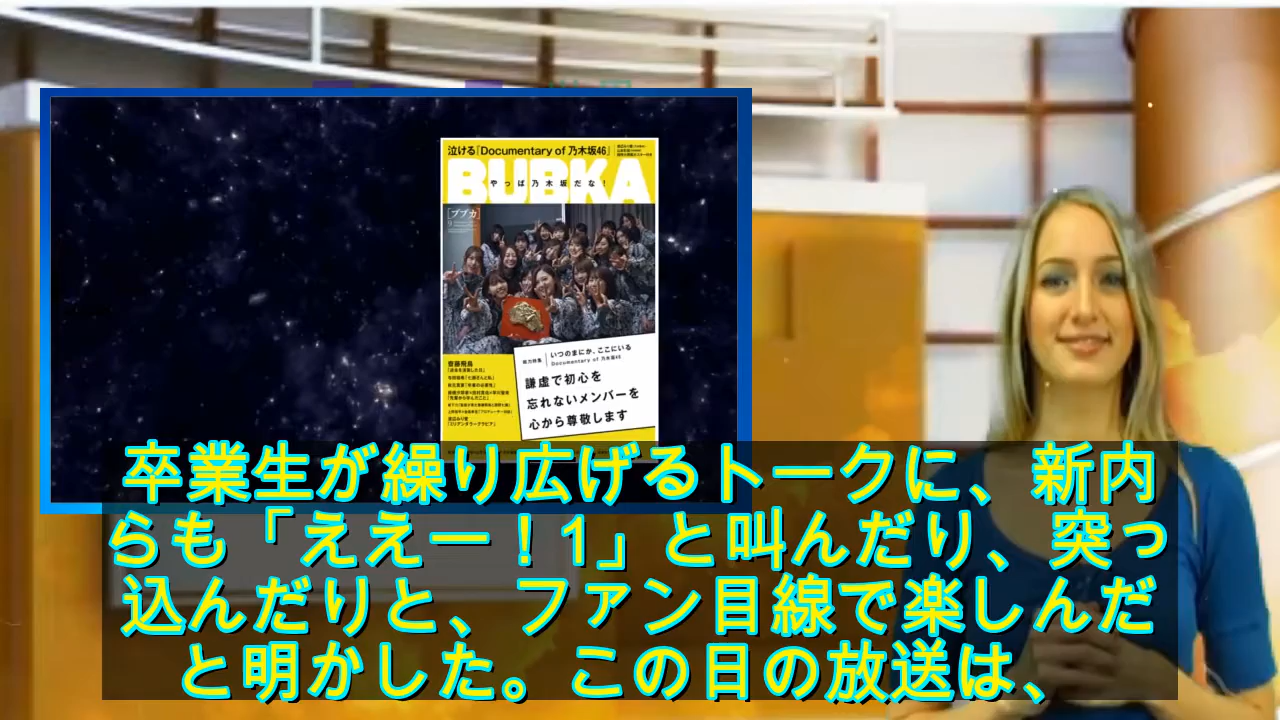 泣ける「Documentary of 乃木坂46」
BUBKA
やっぱ乃木坂だな!
[ブブカ]
いつのまにか、ここにいる
Documentary of 乃木坂46
謙虚で初心を
忘れないメンバーを
心から尊敬します
齋藤飛鳥
卒業生が繰り広げるトークに、新内
らも「ええー！1」と叫んだり、突っ
込んだりと、ファン目線で楽しんだ
と明かした。この日の放送は、